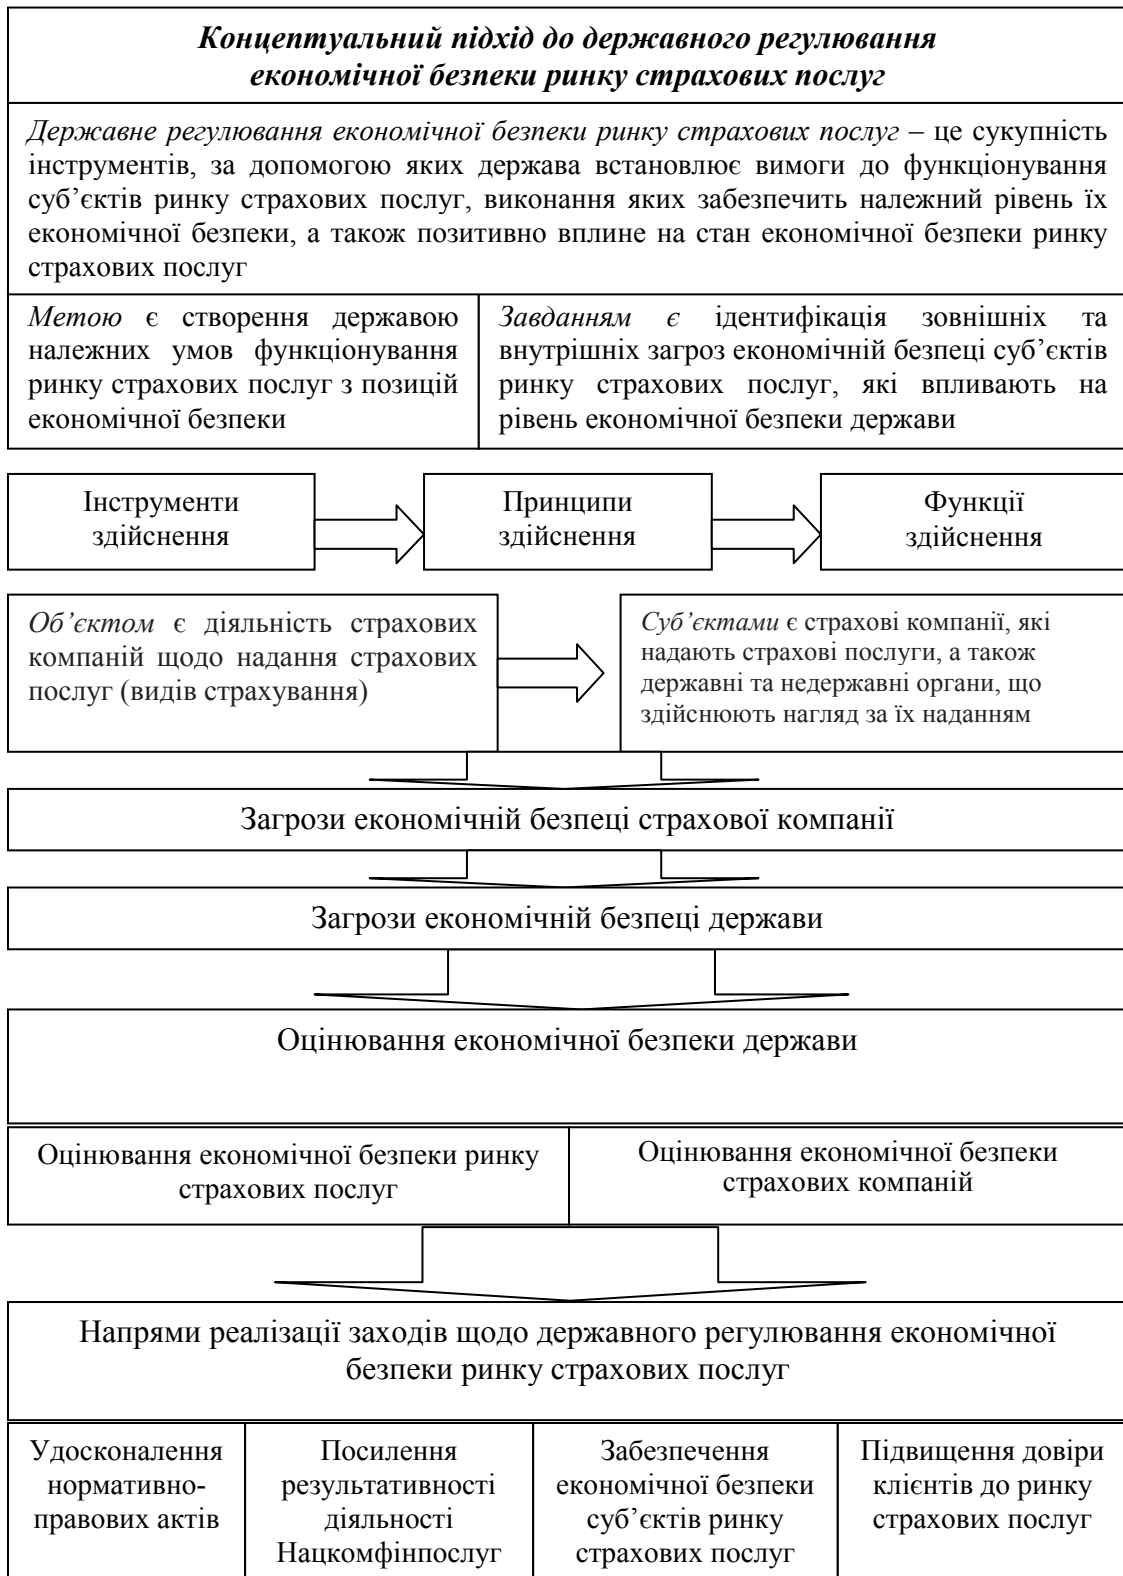 Концептуальний підхід до державного регулювання
економічної безпеки ринку страхових послуг
Державне регулювання економічної безпеки ринку страхових послуг – це сукупність
інструментів, за допомогою яких держава встановлює вимоги до функціонування
суб’єктів ринку страхових послуг, виконання яких забезпечить належний рівень їх
економічної безпеки, а також позитивно вплине на стан економічної безпеки ринку
страхових послуг
Метою є створення державою
належних умов функціонування
ринку страхових послуг з позицій
економічної безпеки
Завданням є ідентифікація зовнішніх та
внутрішніх загроз економічній безпеці суб’єктів
ринку страхових послуг, які впливають на
рівень економічної безпеки держави
Інструменти
здійснення
Принципи
здійснення
Функції
здійснення
Об’єктом є діяльність страхових
компаній щодо надання страхових
послуг (видів страхування)
Суб’єктами є страхові компанії, які
надають страхові послуги, а також
державні та недержавні органи, що
здійснюють нагляд за їх наданням
Загрози економічній безпеці страхової компанії
Загрози економічній безпеці держави
Оцінювання економічної безпеки держави
Оцінювання економічної безпеки ринку
страхових послуг
Оцінювання економічної безпеки
страхових компаній
Напрями реалізації заходів щодо державного регулювання економічної
безпеки ринку страхових послуг
Удосконалення
нормативно-
правових актів
Посилення
результативності
діяльності
Нацкомфінпослуг
Забезпечення
економічної безпеки
суб’єктів ринку
страхових послуг
Підвищення довіри
клієнтів до ринку
страхових послуг